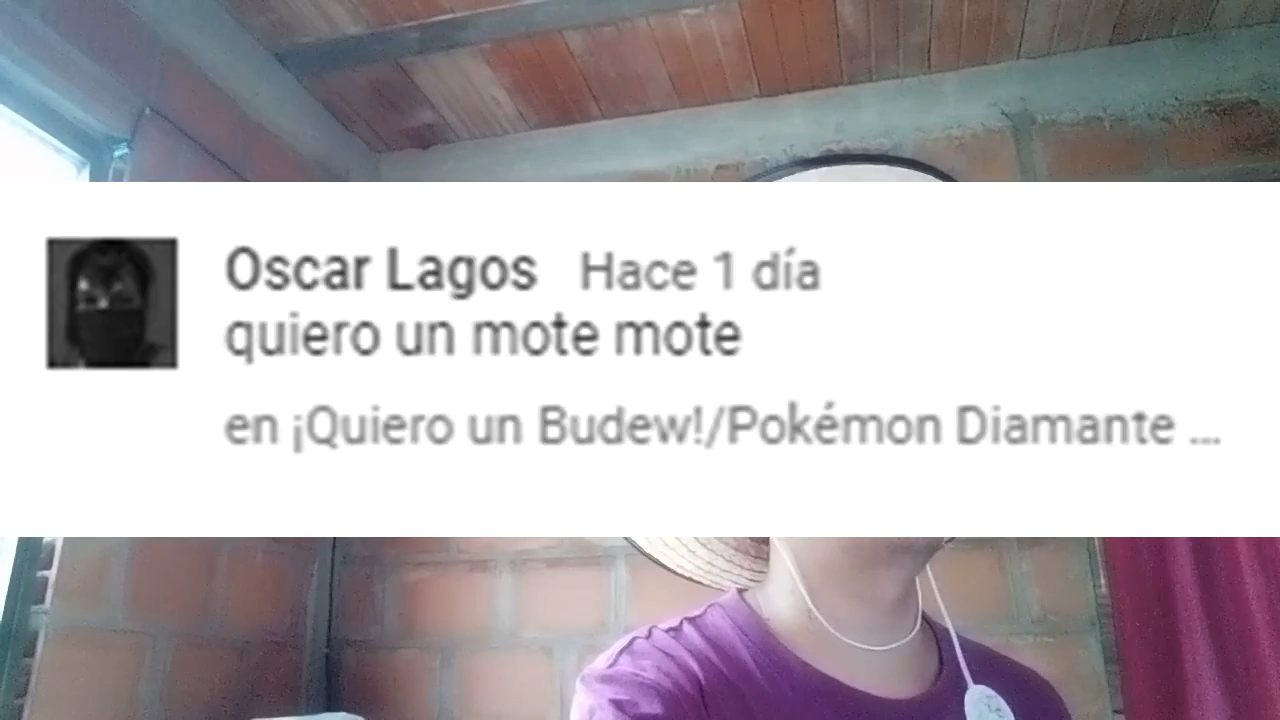 Oscar Lagos Hace 1 día
quiero un mote mote
en ¡Quiero un Budew!/Pokémon Diamante ...